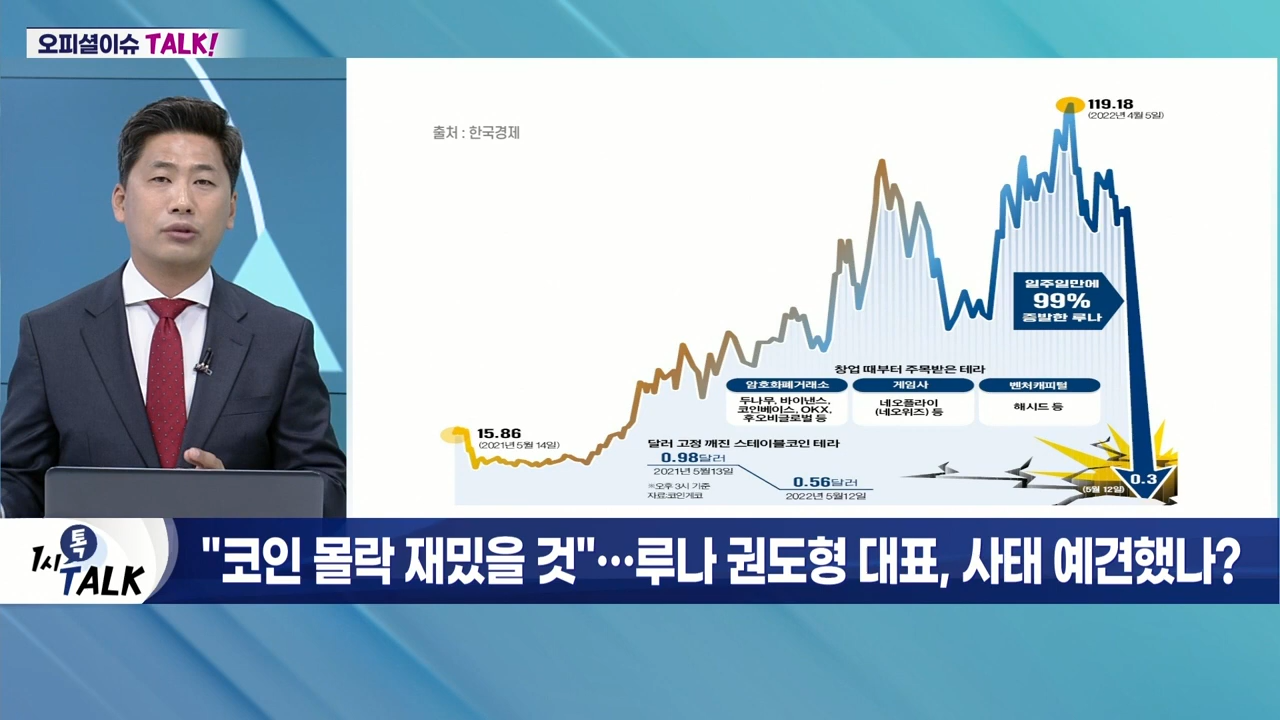 오피셜이슈 TALK!
출처 : 한국경제
119.18
(2022년 4월 5일)
일주일만에
99%
증발한 루나
창업 때부터 주목받은 테라
암호화폐거래소
두나무, 바이낸스,
코인베이스, OKX,
후오비글로벌 등
게임사
네오플라이
(네오위즈) 등
벤처캐피털
해시드 등
15.86
(2021년 5월 14일)
달러 고정 깨진 스테이블코인 테라
0.98달러
2021년 5월13일
0.56달러
2022년 5월12일
※오후 3시 기준
자료:코인게코
(5월 12일)
0.3
1시톡
TALK
"코인 몰락 재밌을 것"…루나 권도형 대표, 사태 예견했나?